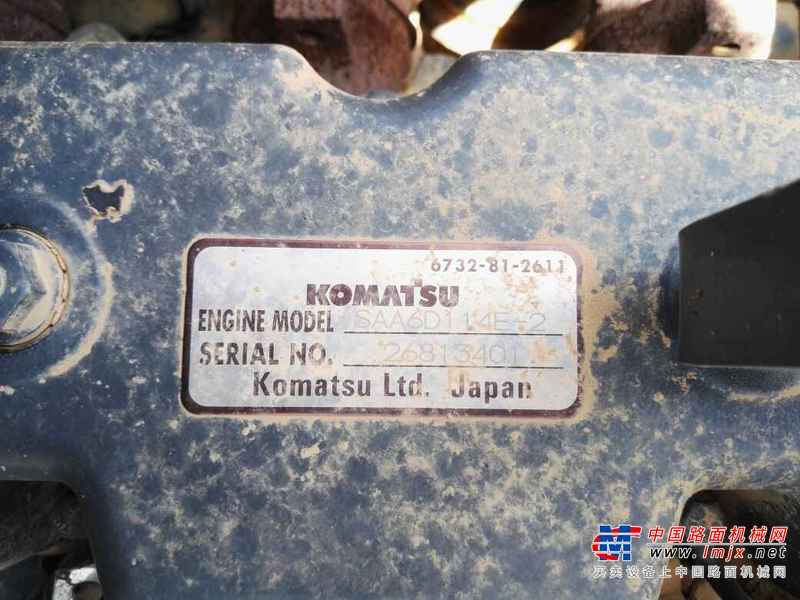 6732-81-2611
KOMATSU
ENGINE MODEL SAA6D114E-2
SERIAL NO. 26813401
Komatsu Ltd. Japan
中国路面机械网
www.lmjx.net
买卖设备上中国路面机械网